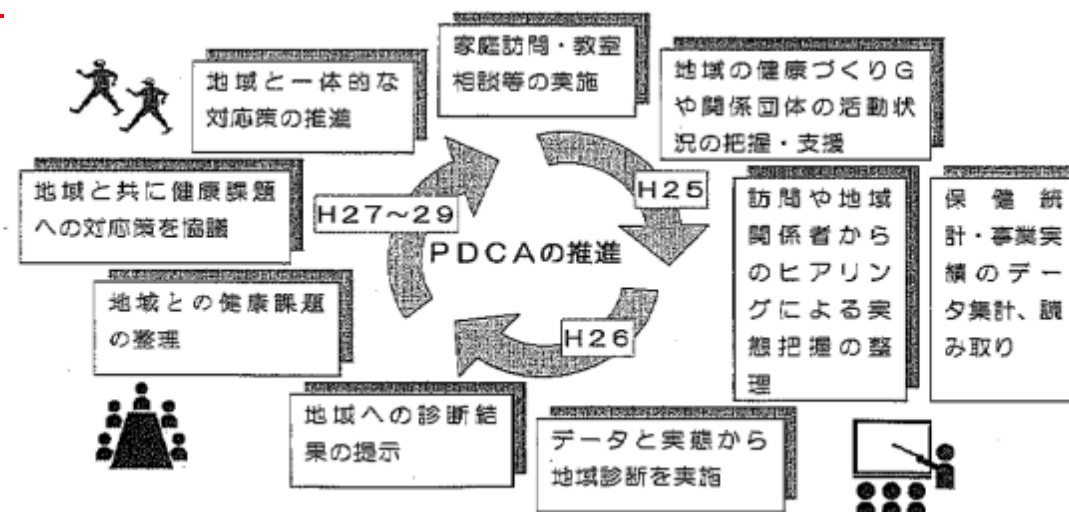 家庭訪問・教室
相談等の実施
地域の健康づくりG
や関係団体の活動状
況の把握・支援
訪問や地域
関係者から
のヒアリン
グによる実
態把握の整
理
保健統
計・事業実
績のデー
タ集計、読
み取り
データと実態から
地域診断を実施
地域への診断結
果の提示
地域との健康課題
の整理
地域と共に健康課題
への対応策を協議
地域と一体的な
対応策の推進
H25
H26
H27～29
PDCAの推進